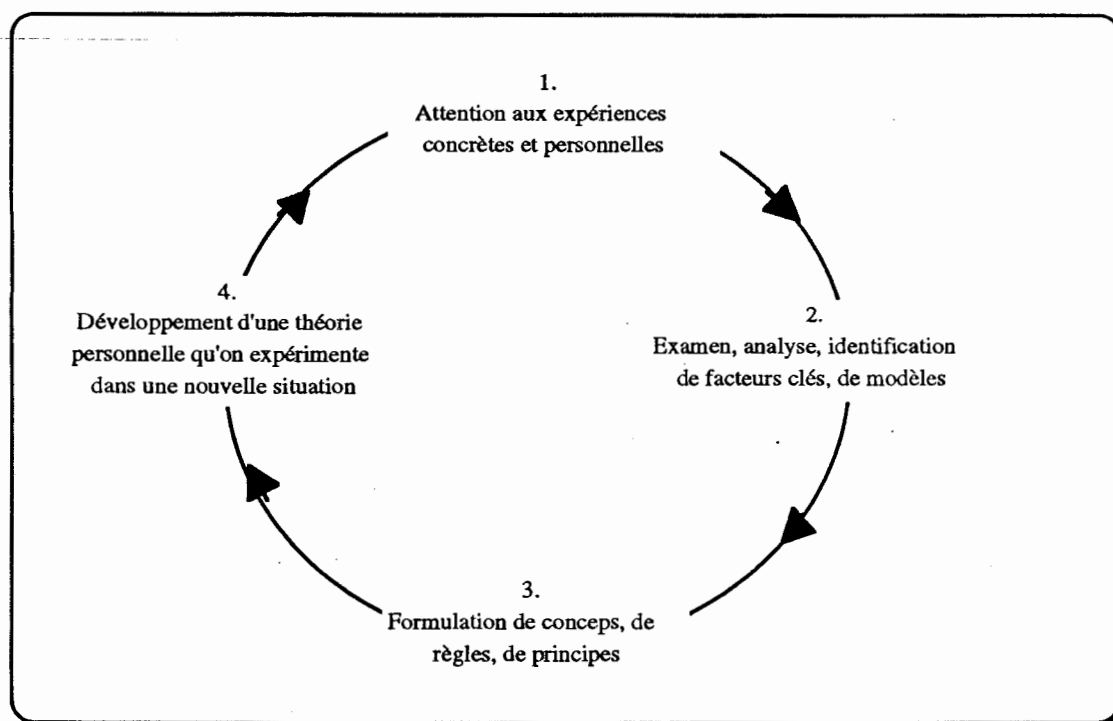 1.
Attention aux expériences
concrètes et personnelles
2.
Examen, analyse, identification
de facteurs clés, de modèles
3.
Formulation de conceps, de
règles, de principes
4.
Développement d'une théorie
personnelle qu'on expérimente
dans une nouvelle situation